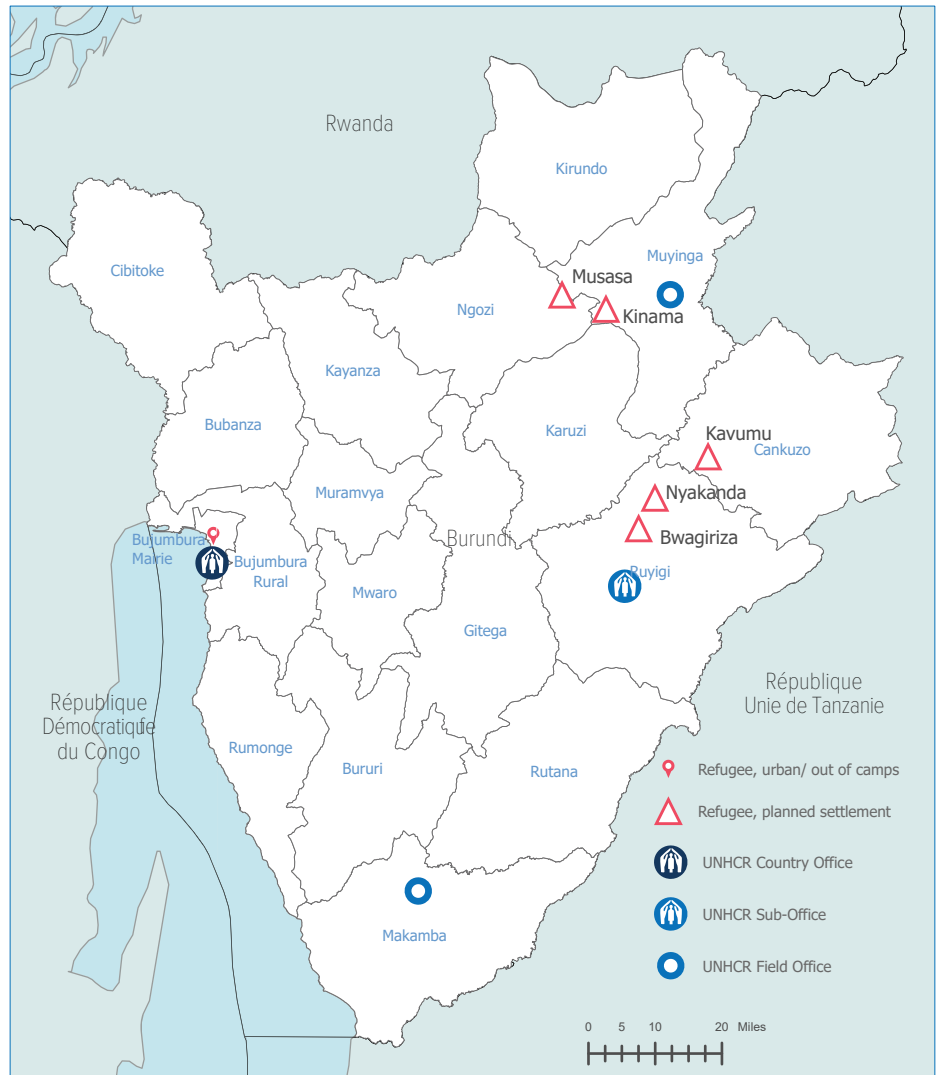 Rwanda
Kirundo
Cibitoke
Muyinga
Musasa
Ngozi
Kinama
Kayanza
Bubanza
Karuzi
Kavumu
Cankuzo
Muramvya
Nyakanda
Bujumbura
Mairie
Burundi
Bwagiriza
Bujumbura
Rural
Mwaro
Ruyigi
Gitega
République
Démocratique
du Congo
République
Unie de Tanzanie
Rumonge
Bururi
Rutana
Makamba
Refugee, urban/ out of camps
Refugee, planned settlement
UNHCR Country Office
UNHCR Sub-Office
UNHCR Field Office
0 5 10 20 Miles